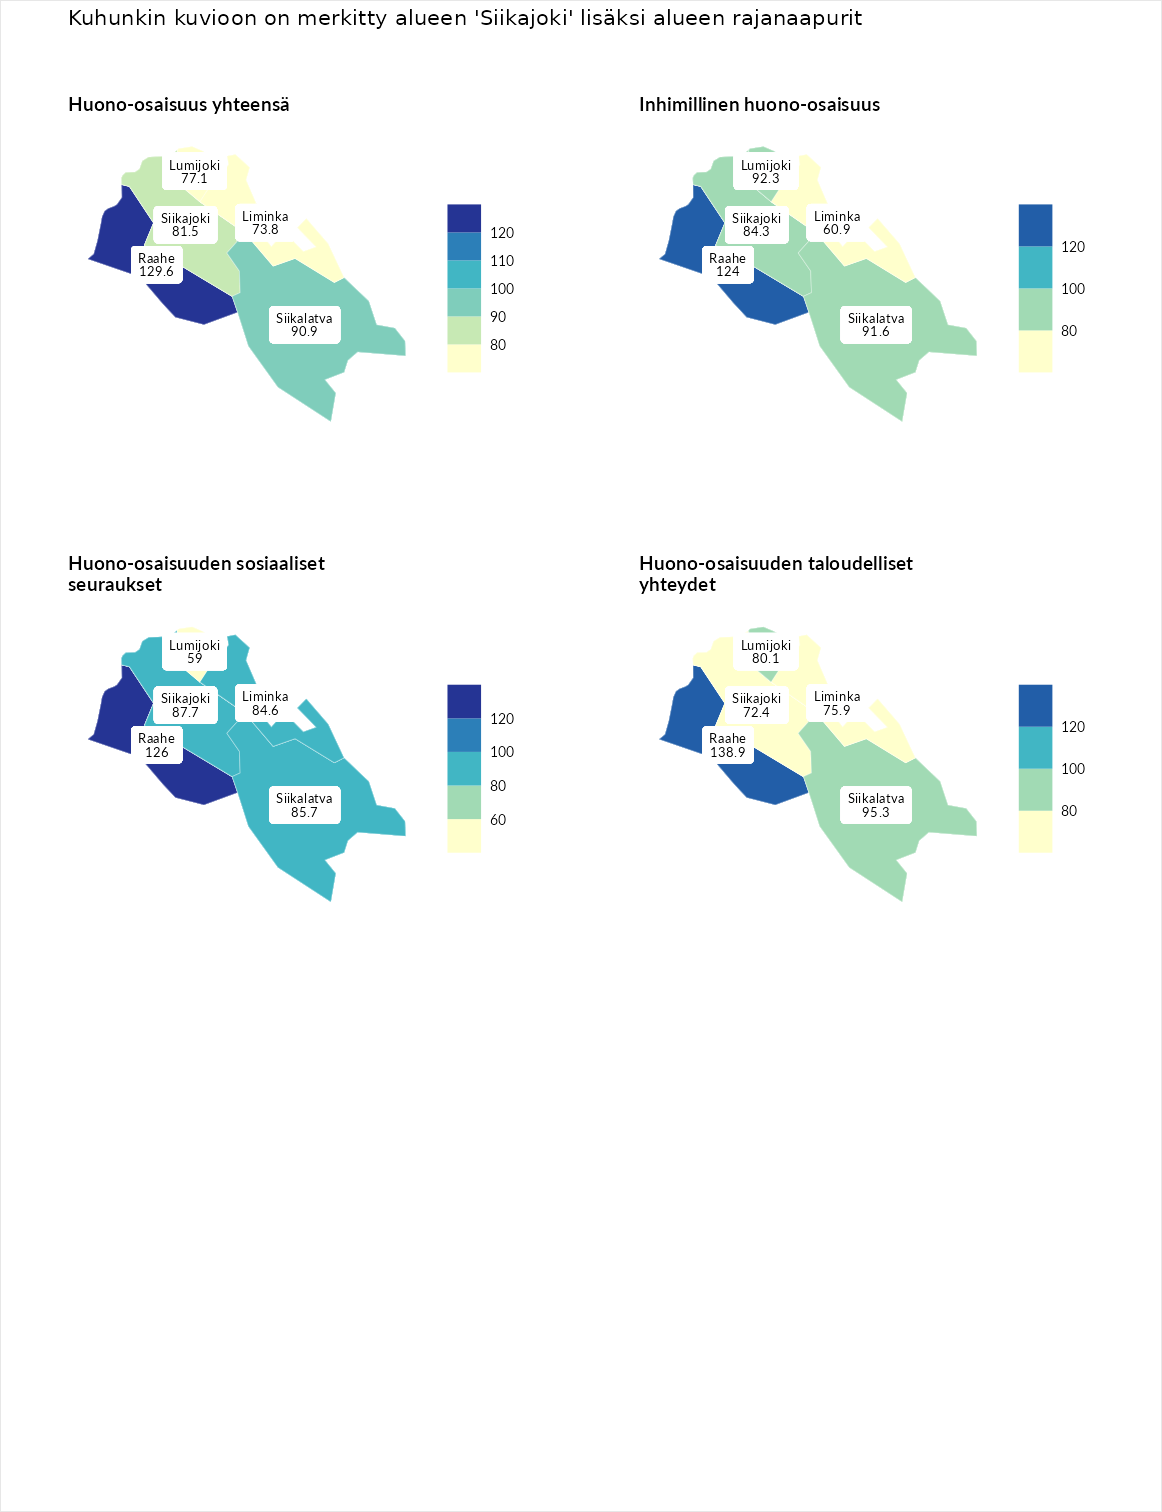 Kuhunkin kuvioon on merkitty alueen 'Siikajoki' lisäksi alueen rajanaapurit
Huono-osaisuus yhteensä
Lumijoki
77.1
Siikajoki
81.5
Liminka
73.8
Raahe
129.6
Siikalatva
90.9
120
110
100
90
80
Inhimillinen huono-osaisuus
Lumijoki
92.3
Siikajoki
84.3
Liminka
60.9
Raahe
124
Siikalatva
91.6
120
100
80
Huono-osaisuuden sosiaaliset
seuraukset
Lumijoki
59
Siikajoki
87.7
Liminka
84.6
Raahe
126
Siikalatva
85.7
120
100
80
60
Huono-osaisuuden taloudelliset
yhteydet
Lumijoki
80.1
Siikajoki
72.4
Liminka
75.9
Raahe
138.9
Siikalatva
95.3
120
100
80